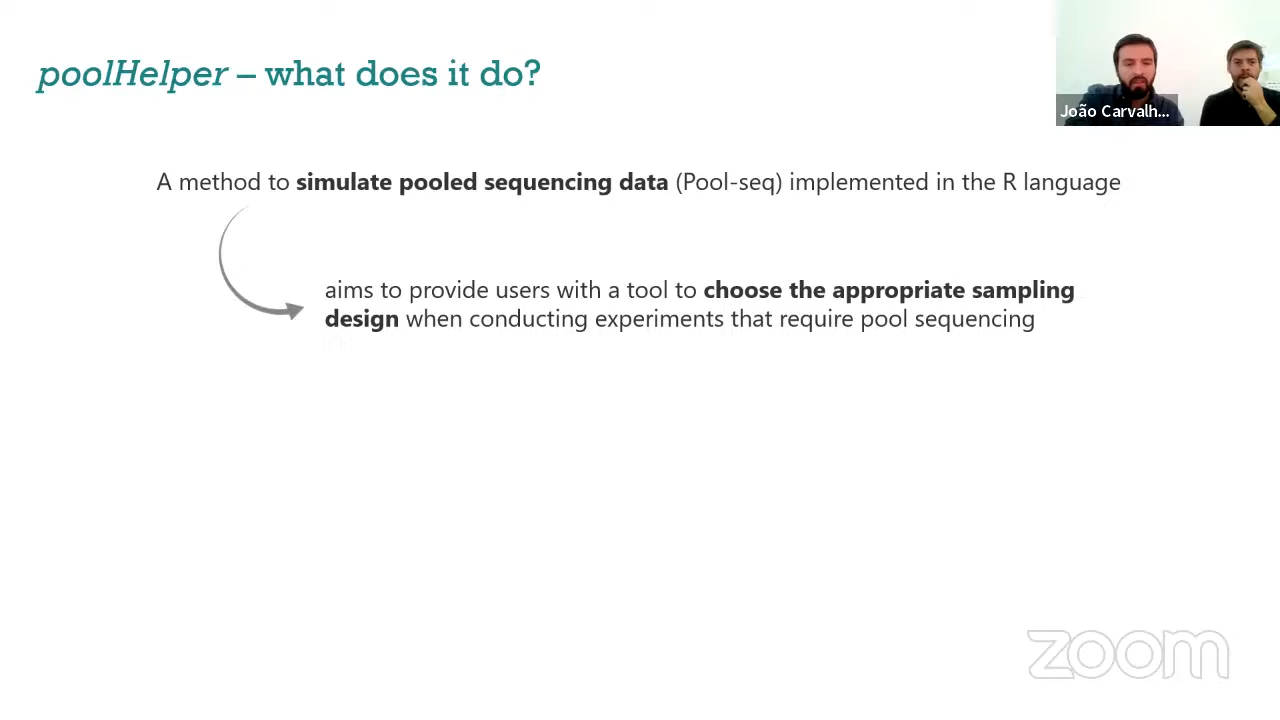 poolHelper – what does it do?
João Carvalh...
A method to simulate pooled sequencing data (Pool-seq) implemented in the R language
aims to provide users with a tool to choose the appropriate sampling
design when conducting experiments that require pool sequencing
zoom